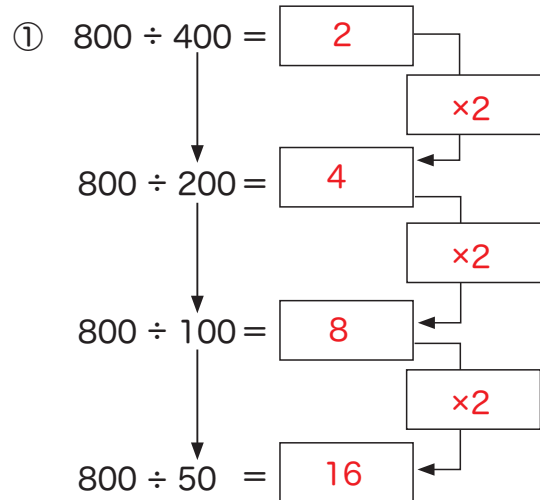 ① 800 ÷ 400 = 2
×2
800 ÷ 200 = 4
×2
800 ÷ 100 = 8
×2
800 ÷ 50 = 16